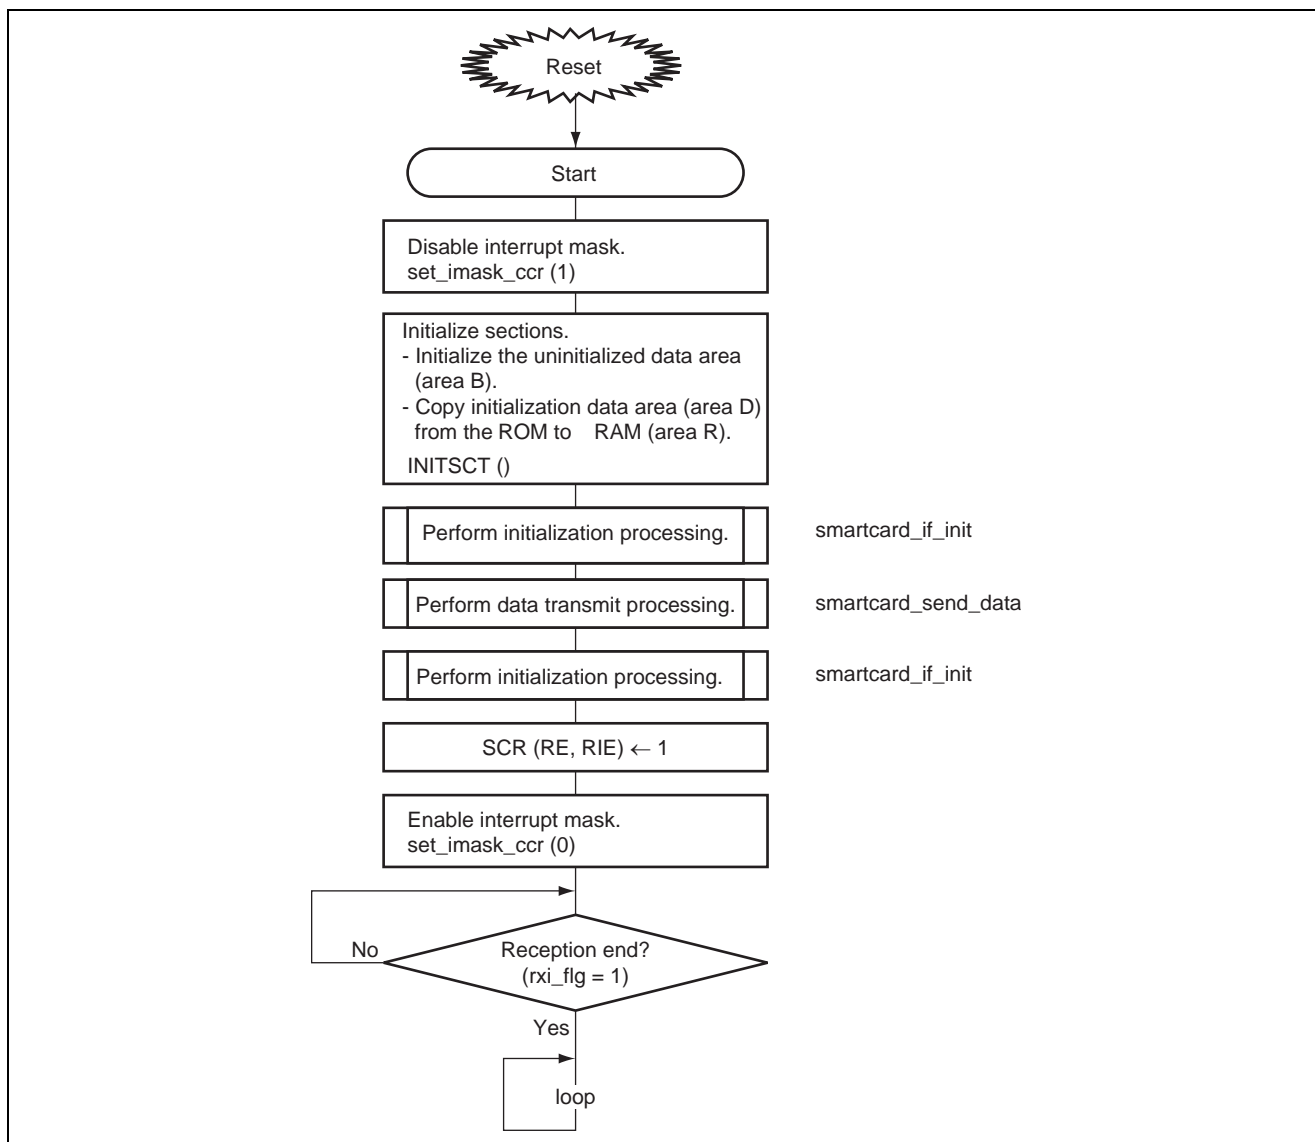 Reset
Start
Disable interrupt mask.
set_imask_ccr (1)
Initialize sections.
- Initialize the uninitialized data area
(area B).
- Copy initialization data area (area D)
from the ROM to RAM (area R).
INITSCT ()
Perform initialization processing. smartcard_if_init
Perform data transmit processing. smartcard_send_data
Perform initialization processing. smartcard_if_init
SCR (RE, RIE) ← 1
Enable interrupt mask.
set_imask_ccr (0)
No
Reception end?
(rxi_flg = 1)
Yes
loop